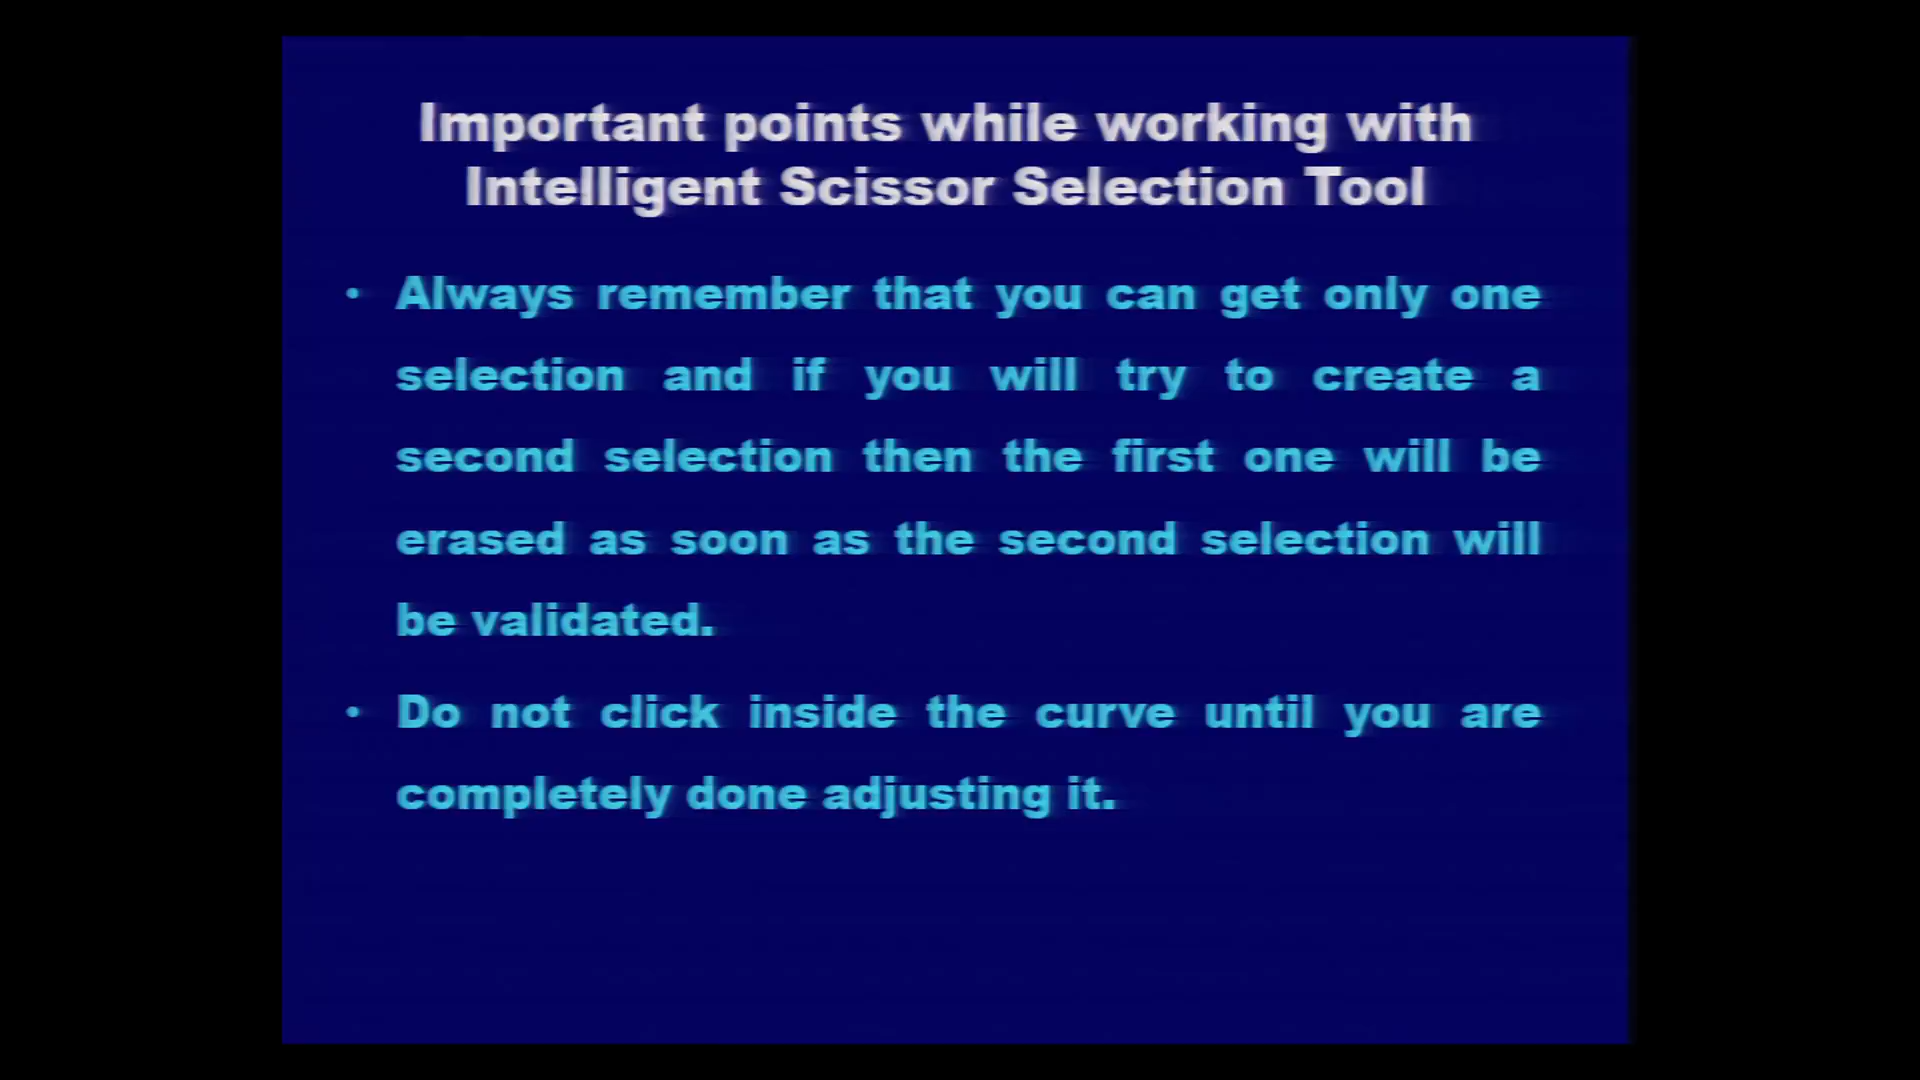 Important points while working with
Intelligent Scissor Selection Tool
• Always remember that you can get only one
selection and if you will try to create a
second selection then the first one will be
erased as soon as the second selection will
be validated.
• Do not click inside the curve until you are
completely done adjusting it.